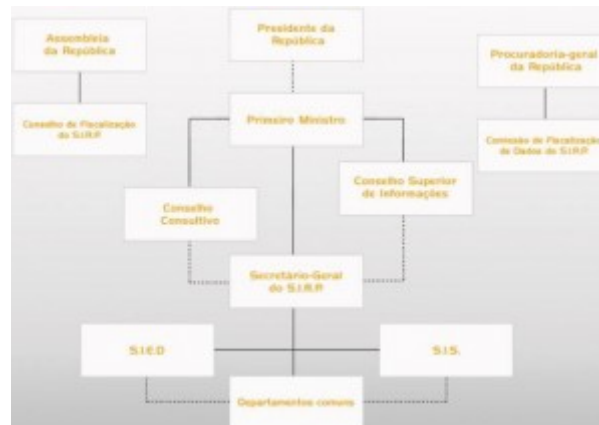 Assembleia
da República
Presidente da
República
Procuradoria-geral
da República
Conselho de Fiscalização
do S.I.R.P.
Primeiro Ministro
Comissão de Fiscalização
de Dados do S.I.R.P.
Conselho
Consultivo
Conselho Superior
de Informações
Secretário-Geral
do S.I.R.P.
S.I.E.D
S.I.S.
Departamentos comuns